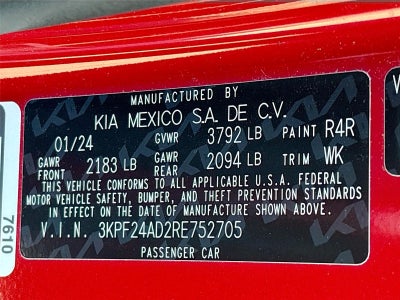 MANUFACTURED BY
KIA MEXICO S.A. DE C.V.
01/24 GVWR 3792 LB PAINT R4R
GAWR FRONT 2183 LB GAWR REAR 2094 LB TRIM WK
THIS VEHICLE CONFORMS TO ALL APPLICABLE U.S.A. FEDERAL
MOTOR VEHICLE SAFETY, BUMPER, AND THEFT PREVENTION STANDARDS
IN EFFECT ON THE DATE OF MANUFACTURE SHOWN ABOVE.
V.I.N. 3KPF24AD2RE752705
PASSENGER CAR
7610